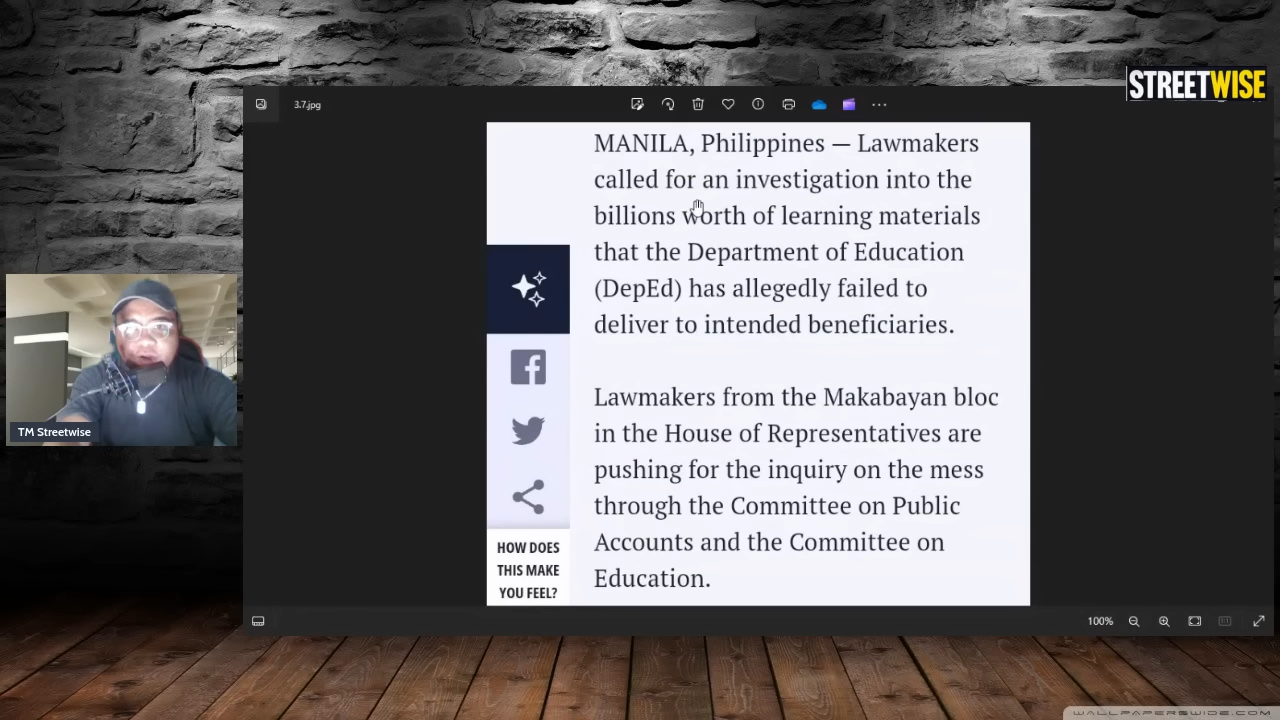 STREETWISE
3.7.jpg
MANILA, Philippines — Lawmakers
called for an investigation into the
billions worth of learning materials
that the Department of Education
(DepEd) has allegedly failed to
deliver to intended beneficiaries.
Lawmakers from the Makabayan bloc
in the House of Representatives are
pushing for the inquiry on the mess
through the Committee on Public
Accounts and the Committee on
Education.
HOW DOES
THIS MAKE
YOU FEEL?
TM Streetwise
100%
WALLPAPERSWIDE.COM